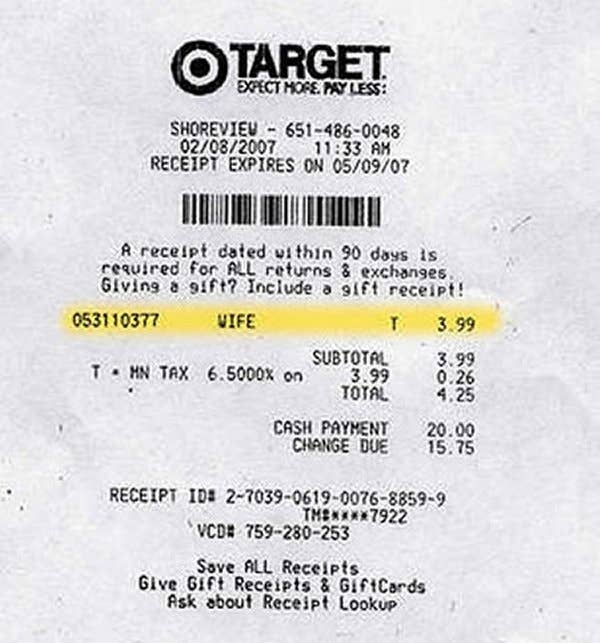 TARGET
EXPECT MORE. PAY LESS:
SHOREVIEW - 651-486-0048
02/08/2007 11:33 AM
RECEIPT EXPIRES ON 05/09/07
A receipt dated within 90 days is
required for ALL returns & exchanges.
Giving a gift? Include a gift receipt!
053110377 WIFE T 3.99
SUBTOTAL 3.99
T = MN TAX 6.5000% on 3.99 0.26
TOTAL 4.25
CASH PAYMENT 20.00
CHANGE DUE 15.75
RECEIPT ID# 2-7039-0619-0076-8859-9
TM#****7922
VCD# 759-280-253
Save ALL Receipts
Give Gift Receipts & GiftCards
Ask about Receipt Lookup